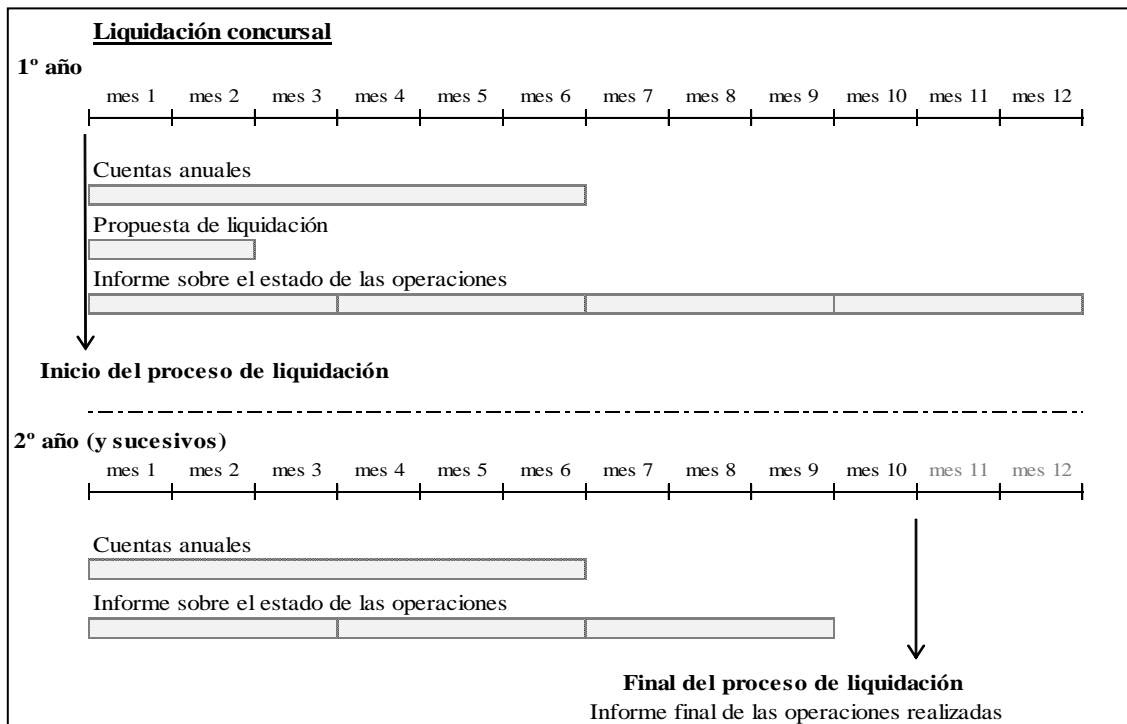 Liquidación concursal
1º año
mes 1 mes 2 mes 3 mes 4 mes 5 mes 6 mes 7 mes 8 mes 9 mes 10 mes 11 mes 12
Cuentas anuales
Propuesta de liquidación
Informe sobre el estado de las operaciones
Inicio del proceso de liquidación
2º año (y sucesivos)
mes 1 mes 2 mes 3 mes 4 mes 5 mes 6 mes 7 mes 8 mes 9 mes 10 mes 11 mes 12
Cuentas anuales
Informe sobre el estado de las operaciones
Final del proceso de liquidación
Informe final de las operaciones realizadas